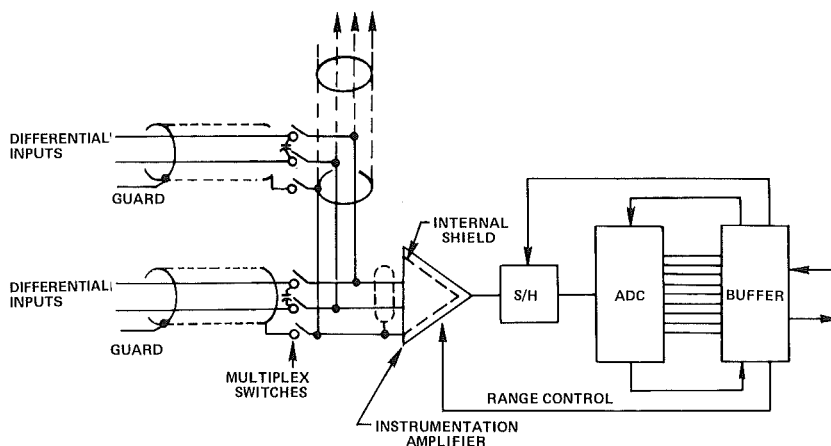 DIFFERENTIAL
INPUTS
GUARD
INTERNAL
SHIELD
DIFFERENTIAL
INPUTS
GUARD
MULTIPLEX
SWITCHES
S/H
ADC
BUFFER
RANGE CONTROL
INSTRUMENTATION
AMPLIFIER